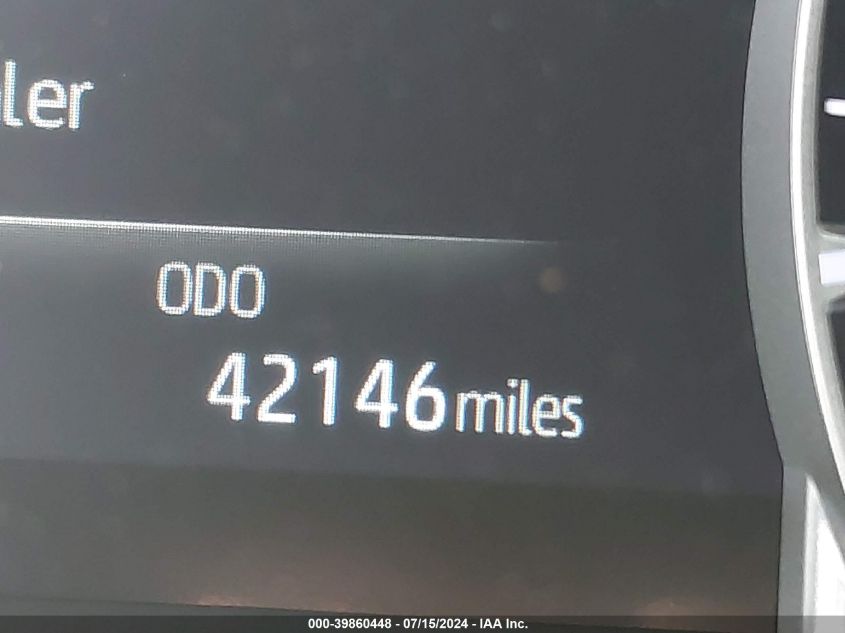 ler
ODO
42146 miles
000-39860448 - 07/15/2024 - IAA Inc.